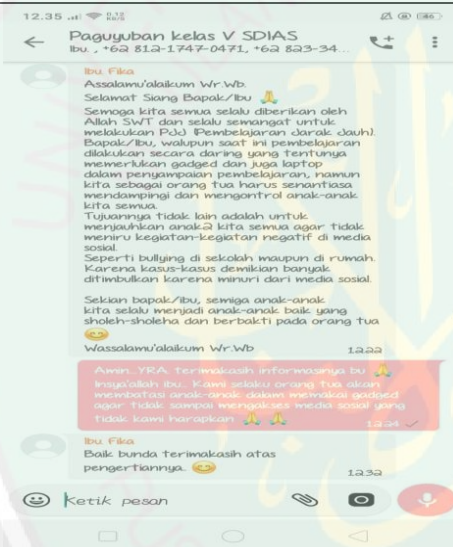 12.35
Paguyuban kelas V SDIAS
Ibu. , +62 812-1747-0471, +62 823-34...
Ibu. Fika
Assalamu'alaikum Wr.Wb.
Selamat Siang Bapak/Ibu 🙏
Semoga kita semua selalu diberikan oleh
Allah SWT dan selalu semangat untuk
melakukan PJJ (Pembelajaran Jarak Jauh).
Bapak/Ibu, walupun saat ini pembelajaran
dilakukan secara daring yang tentunya
memerlukan gadged dan juga laptop
dalam penyampaian pembelajaran, namun
kita sebagai orang tua harus senantiasa
mendampingi dan mengontrol anak-anak
kita semua.
Tujuannya tidak lain adalah untuk
menjauhkan anak2 kita semua agar tidak
meniru kegiatan-kegiatan negatif di media
sosial.
Seperti bullying di sekolah maupun di rumah.
Karena kasus-kasus demikian banyak
ditimbulkan karena minuri dari media sosial.
Sekian bapak/ibu, semiga anak-anak
kita selalu menjadi anak-anak baik yang
sholeh-sholeha dan berbakti pada orang tua
😊
Wassalamu'alaikum Wr.Wb
12.22
Amin...YRA terimakasih informasinya bu 🙏
Insya'allah ibu... Kami selaku orang tua akan
membatasi anak-anak dalam memakai gadged
agar tidak sampai mengakses media sosial yang
tidak kami harapkan 🙏 🙏
12.24
Ibu. Fika
Baik bunda terimakasih atas
pengertiannya.. 😊
12.32
Ketik pesan